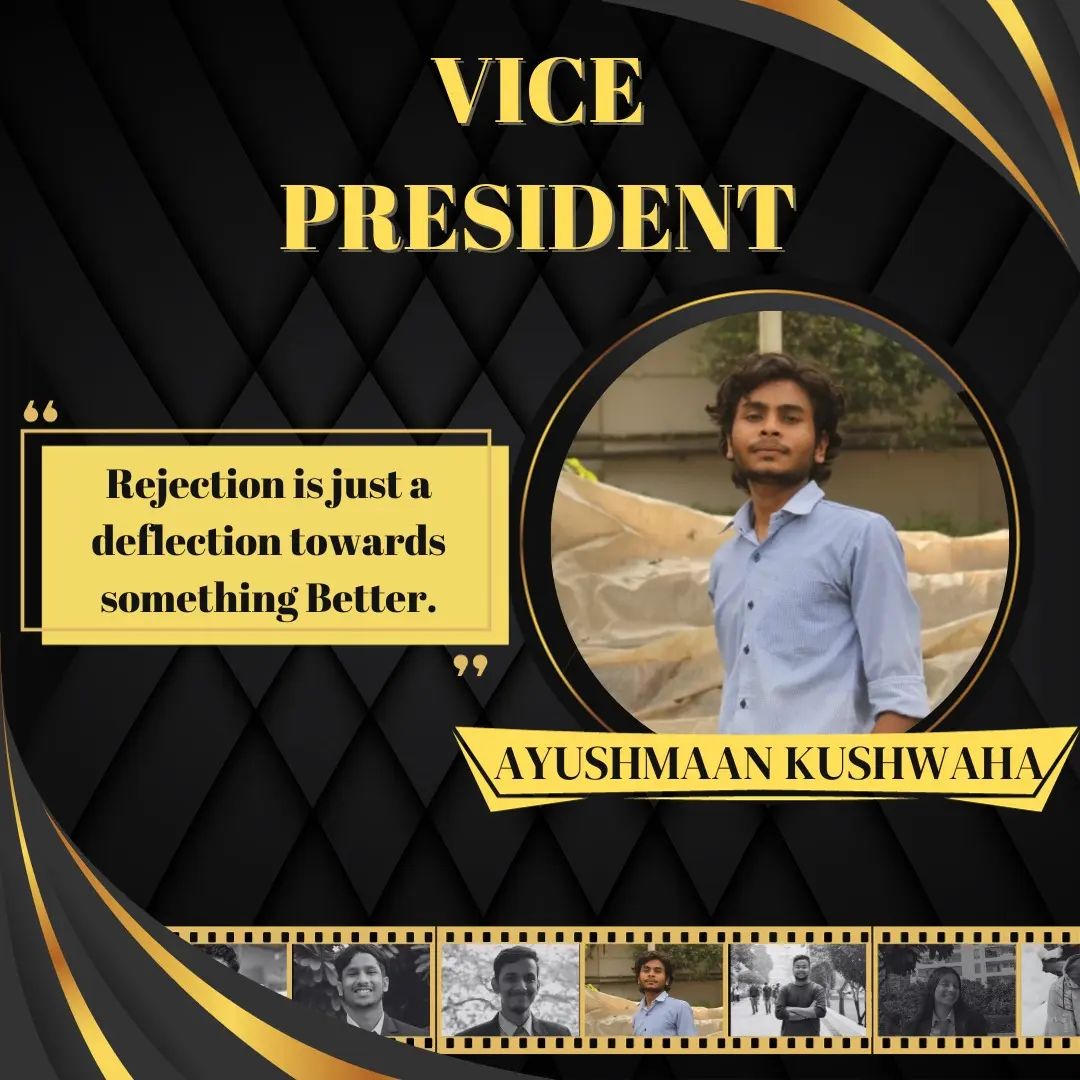 VICE
PRESIDENT
“
Rejection is just a
deflection towards
something Better.
”
AYUSHMAAN KUSHWAHA